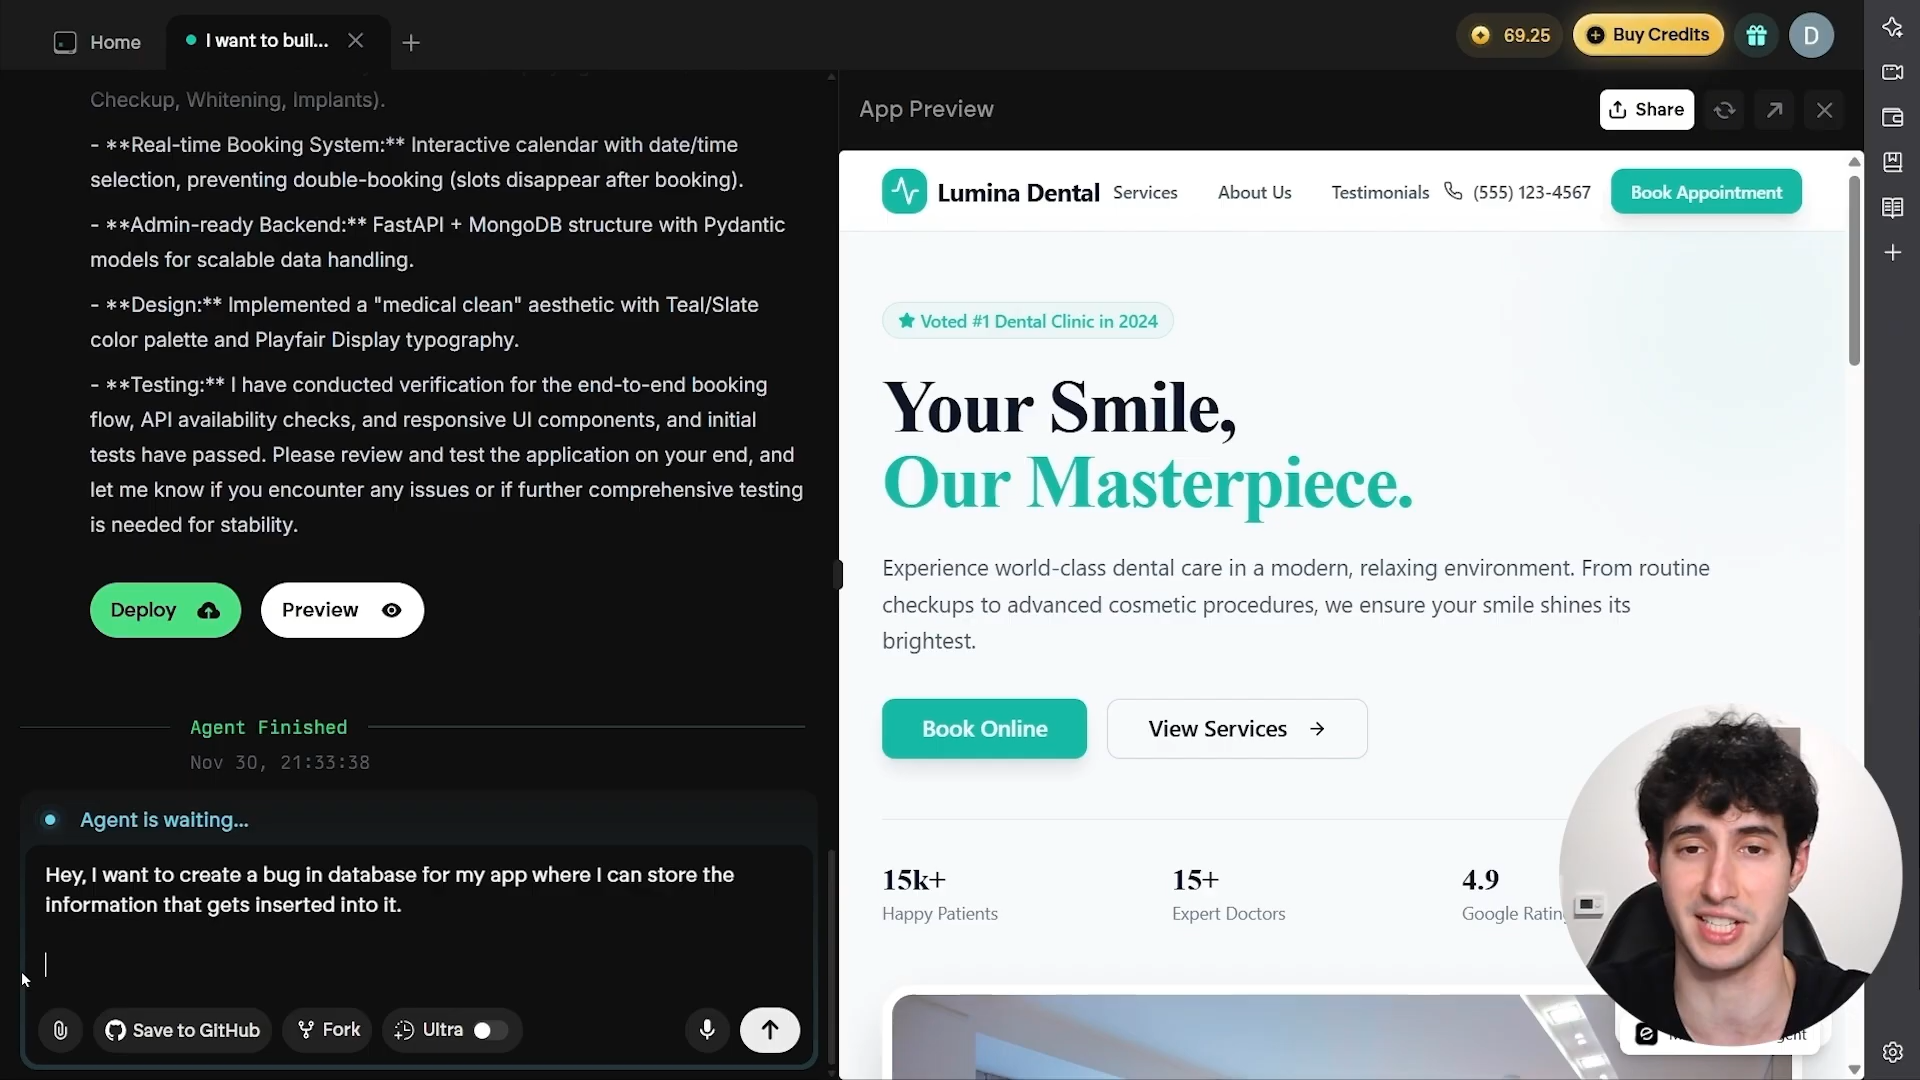 Home
I want to buil...
69.25
Buy Credits
D
Checkup, Whitening, Implants).
- **Real-time Booking System:** Interactive calendar with date/time
selection, preventing double-booking (slots disappear after booking).
- **Admin-ready Backend:** FastAPI + MongoDB structure with Pydantic
models for scalable data handling.
- **Design:** Implemented a "medical clean" aesthetic with Teal/Slate
color palette and Playfair Display typography.
- **Testing:** I have conducted verification for the end-to-end booking
flow, API availability checks, and responsive UI components, and initial
tests have passed. Please review and test the application on your end, and
let me know if you encounter any issues or if further comprehensive testing
is needed for stability.
Deploy
Preview
Agent Finished
Nov 30, 21:33:38
Agent is waiting...
Hey, I want to create a bug in database for my app where I can store the
information that gets inserted into it.
Save to GitHub
Fork
Ultra
App Preview
Share
Lumina Dental
Services
About Us
Testimonials
(555) 123-4567
Book Appointment
Voted #1 Dental Clinic in 2024
Your Smile,
Our Masterpiece.
Experience world-class dental care in a modern, relaxing environment. From routine
checkups to advanced cosmetic procedures, we ensure your smile shines its
brightest.
Book Online
View Services
15k+
Happy Patients
15+
Expert Doctors
4.9
Google